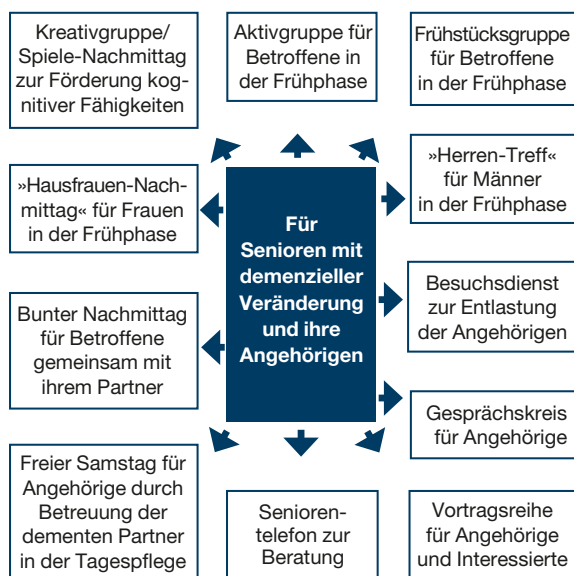 Kreativgruppe/
Spiele-Nachmittag
zur Förderung kog-
nitiver Fähigkeiten
Aktivgruppe für
Betroffene in
der Frühphase
Frühstücksgruppe
für Betroffene
in der Frühphase
»Hausfrauen-Nach-
mittag« für Frauen
in der Frühphase
Für
Senioren mit
demenzieller
Veränderung
und ihre
Angehörigen
»Herren-Treff«
für Männer
in der Frühphase
Bunter Nachmittag
für Betroffene
gemeinsam mit
ihrem Partner
Besuchsdienst
zur Entlastung
der Angehörigen
Gesprächskreis
für Angehörige
Freier Samstag für
Angehörige durch
Betreuung der
dementen Partner
in der Tagespflege
Senioren-
telefon zur
Beratung
Vortragsreihe
für Angehörige
und Interessierte